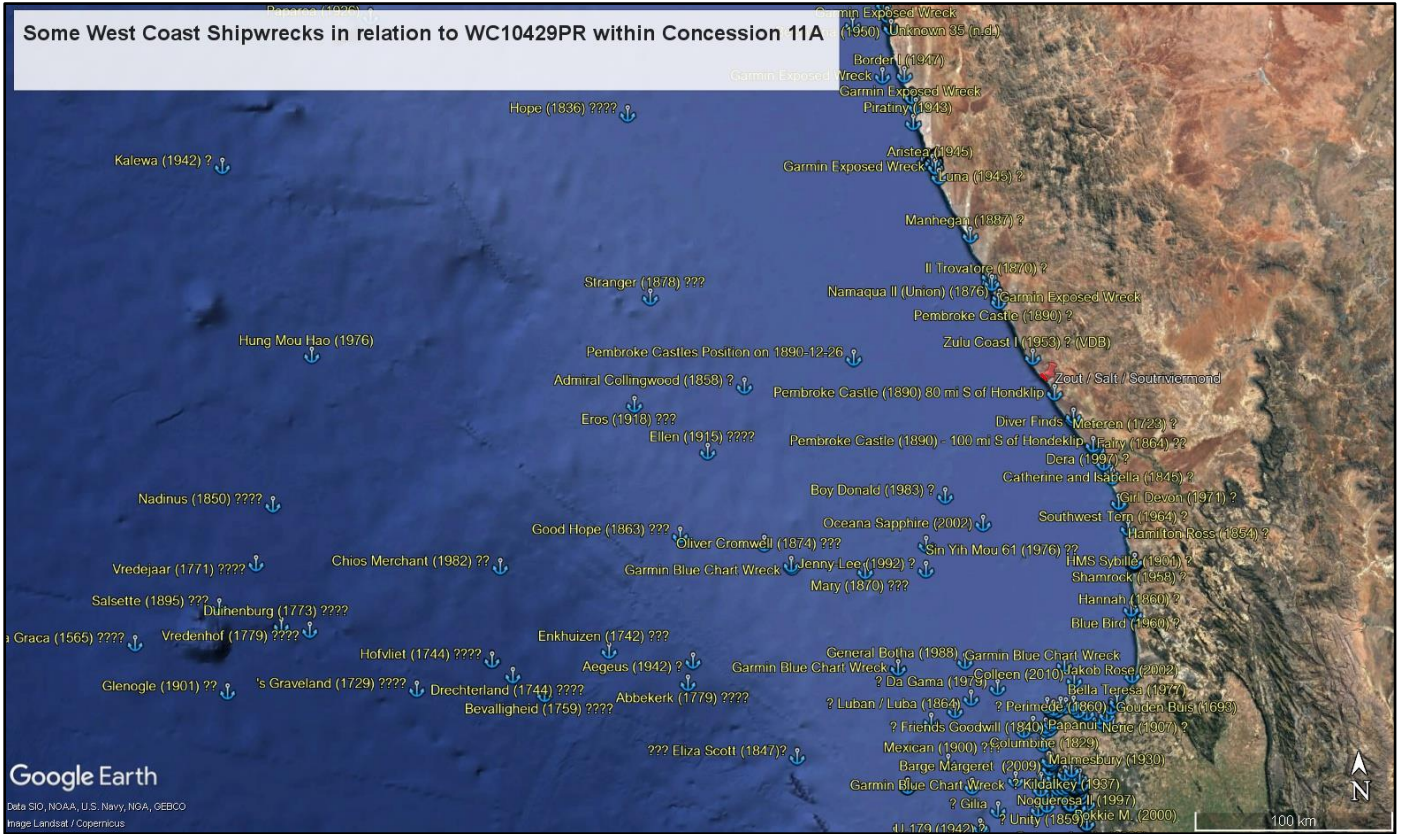 Paparoa (1926)
Some West Coast Shipwrecks in relation to WC10429PR within Concession 11A
Garmin Exposed Wreck
(1950)
Unknown 35 (n.d.)
Border I (1947)
Garmin Exposed Wreck
Garmin Exposed Wreck
Piratiny (1943)
Hope (1836) ????
Kalewa (1942) ?
Aristea (1945)
Garmin Exposed Wreck
Luna (1945) ?
Manhegan (1887) ?
Il Trovatore (1870) ?
Stranger (1878) ???
Namaqua II (Union) (1876)
Garmin Exposed Wreck
Pembroke Castle (1890) ?
Hung Mou Hao (1976)
Zulu Coast I (1953) ? (VDB)
Pembroke Castles Position on 1890-12-26
Admiral Collingwood (1858) ?
Zout / Salt / Soutriviermond
Pembroke Castle (1890) 80 mi S of Hondklip
Eros (1918) ???
Diver Finds
Meteren (1723) ?
Ellen (1915) ????
Pembroke Castle (1890) - 100 mi S of Hondeklip
Fairy (1864) ??
Dera (1997) ?
Catherine and Isabella (1845) ?
Boy Donald (1983) ?
Girl Devon (1971) ?
Nadinus (1850) ????
Southwest Tern (1964) ?
Oceana Sapphire (2002)
Good Hope (1863) ???
Hamilton Ross (1854) ?
Oliver Cromwell (1874) ???
Sin Yih Mou 61 (1976) ??
Chios Merchant (1982) ??
HMS Sybille (1901) ?
Jenny Lee (1992) ?
Vredejaar (1771) ????
Garmin Blue Chart Wreck
Shamrock (1958) ?
Mary (1870) ???
Salsette (1895) ???
Hannah (1860) ?
Duihenburg (1773) ????
Blue Bird (1960) ?
a Graca (1565) ????
Vredenhof (1779) ????
Enkhuizen (1742) ???
Hofvliet (1744) ????
General Botha (1988)
Garmin Blue Chart Wreck
Aegeus (1942) ?
Garmin Blue Chart Wreck
Colleen (2010)
Jakob Rose (2002)
? Da Gama (1979)
Glenogle (1901) ??
's Graveland (1729) ????
Drechterland (1744) ????
Bella Teresa (1977)
Abbekerk (1779) ????
? Luban / Luba (1864)
Bevalligheid (1759) ????
? Perimede (1860)
Gouden Buis (1693)
? Friends Goodwill (1840)
Papanui
Nerie (1907) ?
??? Eliza Scott (1847)?
Mexican (1900) ???
Columbine (1829)
Malmesbury (1930)
Barge Margeret (2009)
Garmin Blue Chart Wreck
? Kildalkey (1937)
? Gilia
Noguerosa II (1997)
? Unity (1859)
Gokkie M. (2000)
U-179 (1942) ?
Google Earth
Data SIO, NOAA, U.S. Navy, NGA, GEBCO
Image Landsat / Copernicus
N
100 km